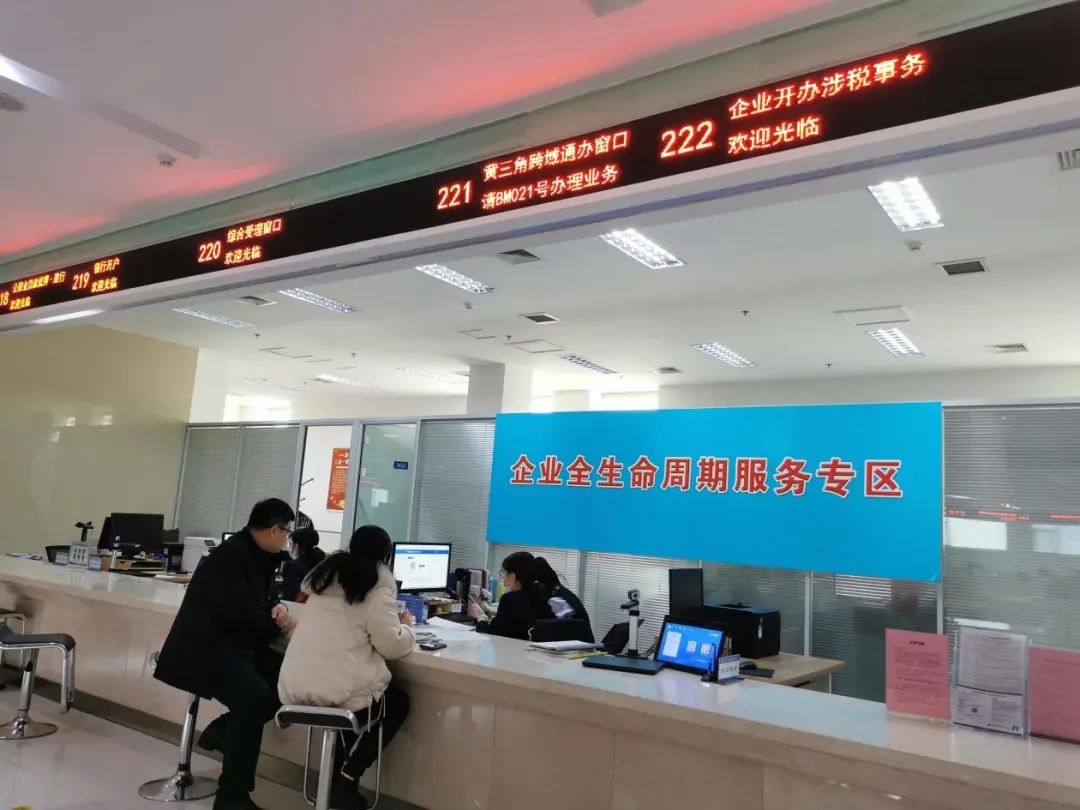 219
银行开户
欢迎光临
220
综合受理窗口
欢迎光临
221
黄三角跨域通办窗口
请BM021号办理业务
222
企业开办涉税事务
欢迎光临
企业全生命周期服务专区